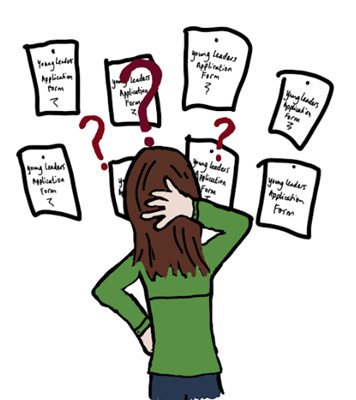 Young leaders
Application
Form
young leaders
Application
Form
young leaders
Application
Form
young leaders
Application
Form
?
?
?
young leaders
Application
Form
young leaders
Application
Form